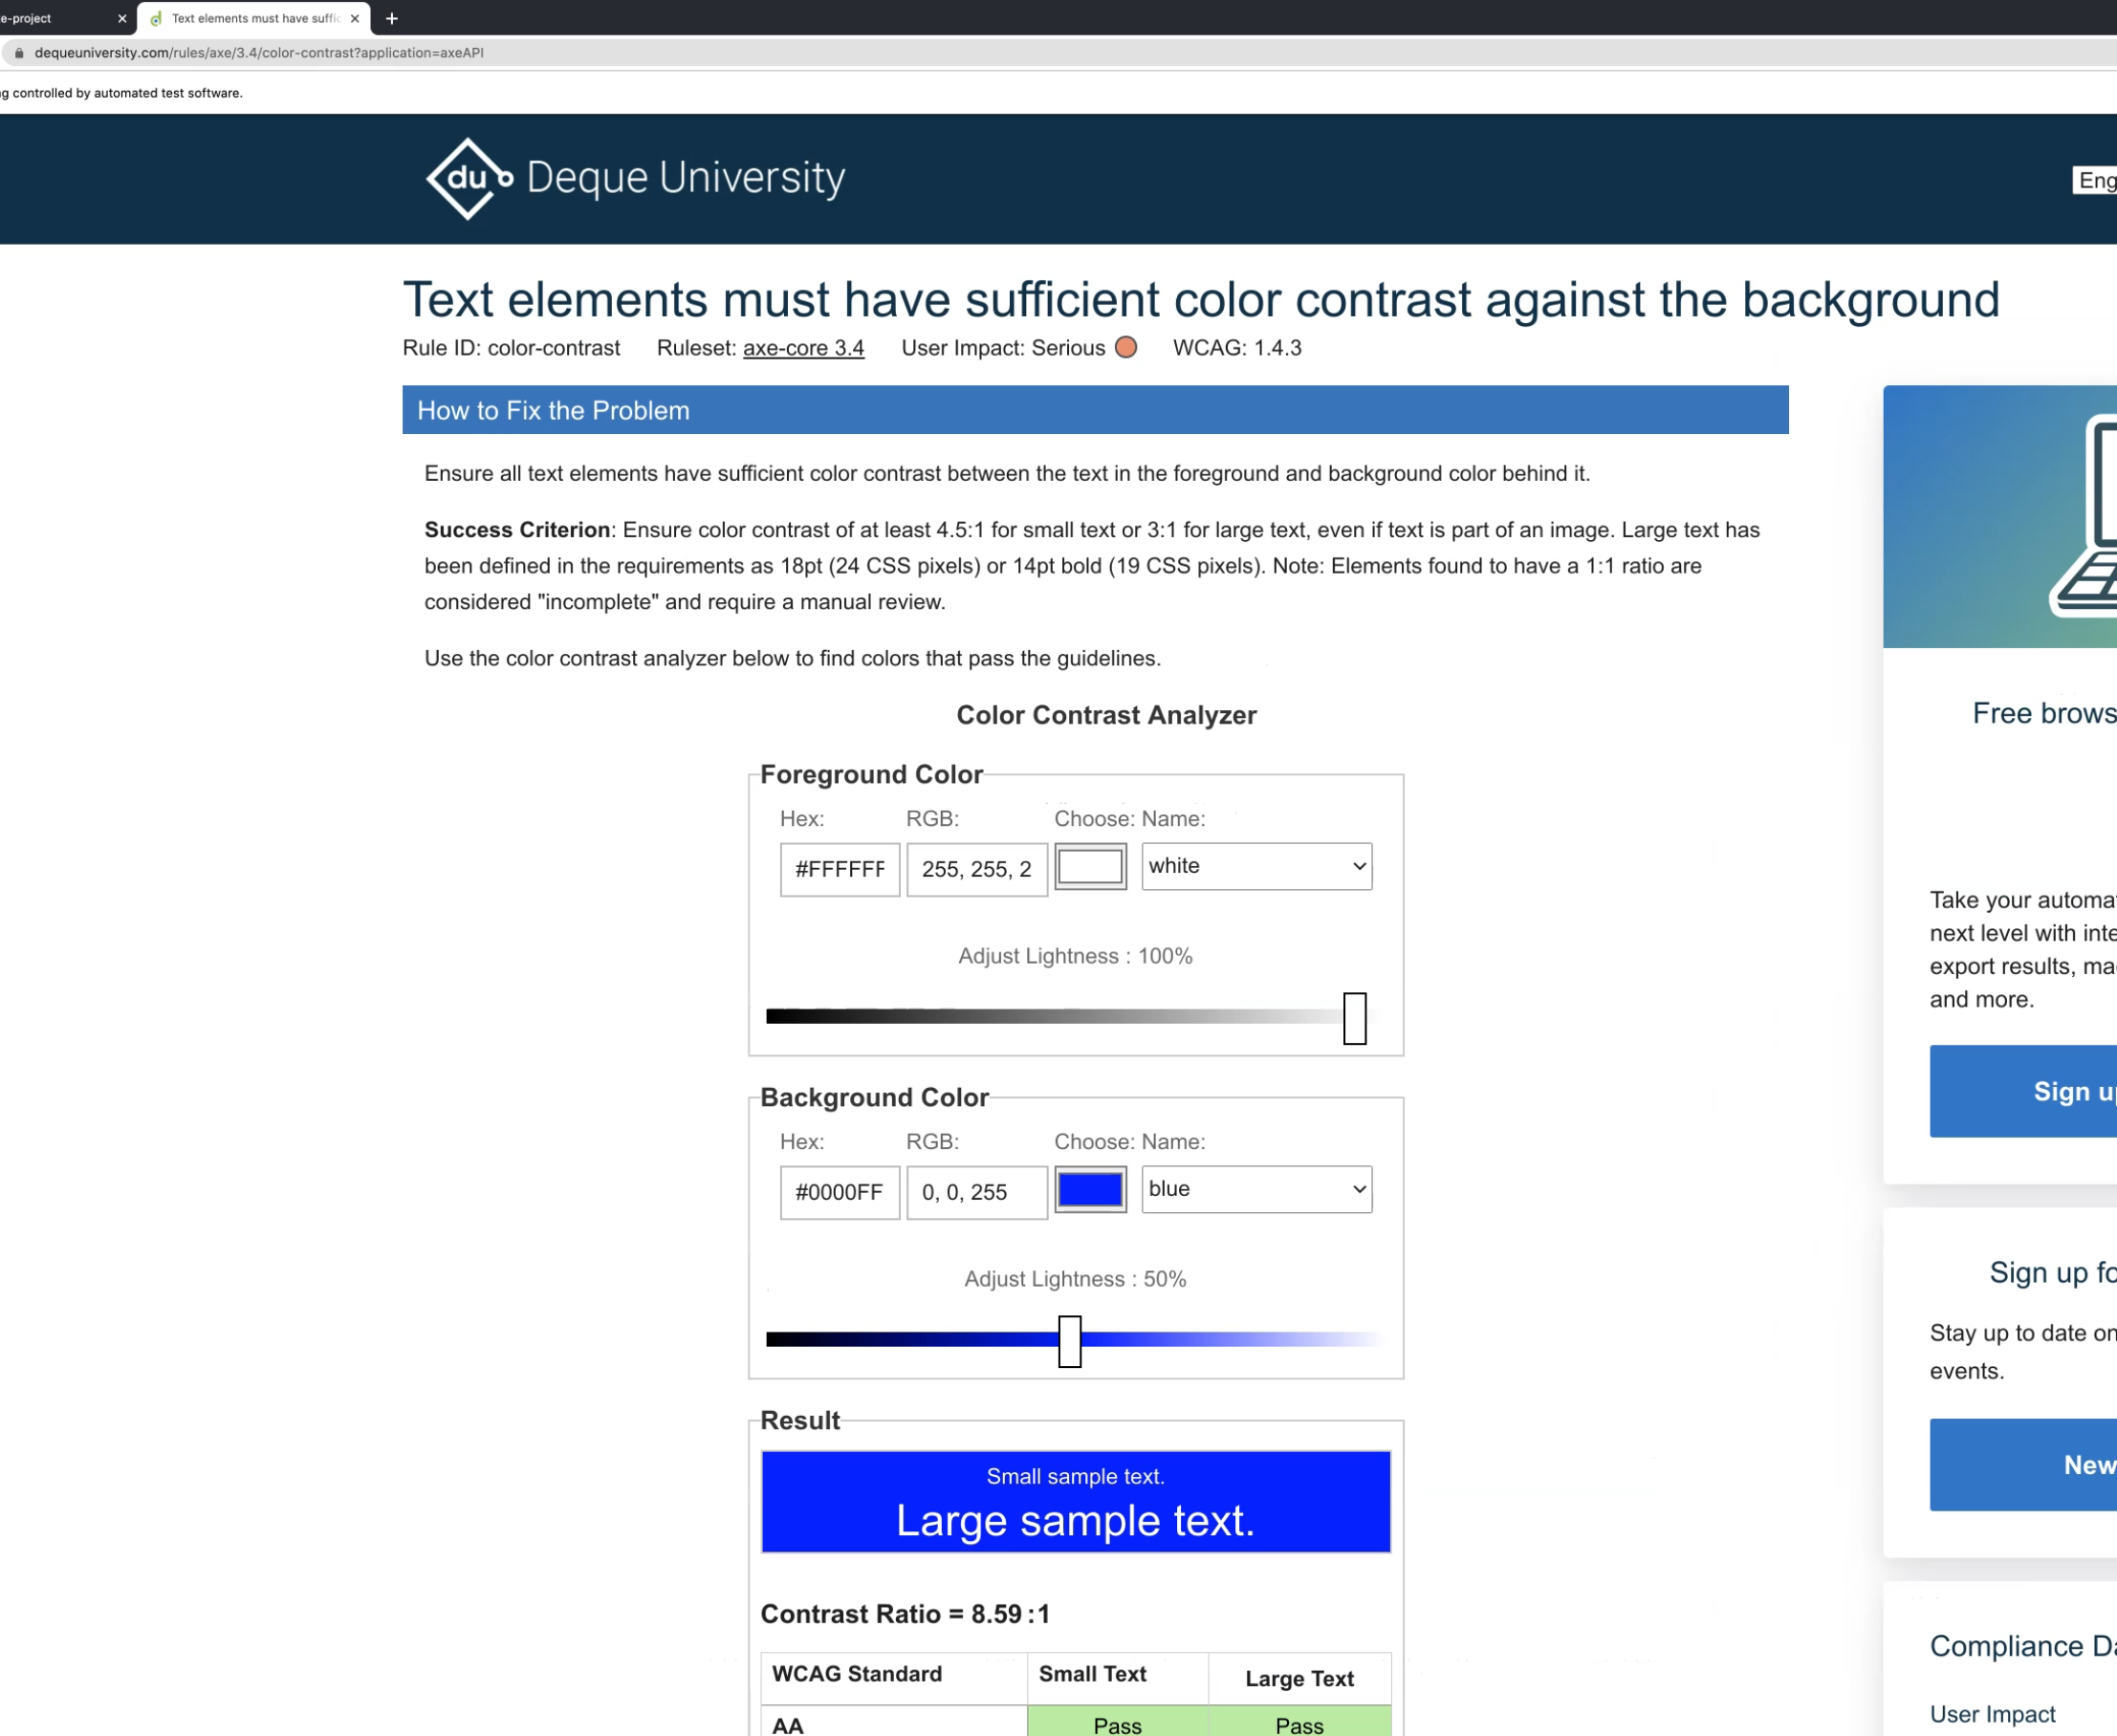 e-project
Text elements must have suffic
dequeuniversity.com/rules/axe/3.4/color-contrast?application=axeAPI
g controlled by automated test software.
du Deque University
Eng
Text elements must have sufficient color contrast against the background
Rule ID: color-contrast Ruleset: axe-core 3.4 User Impact: Serious WCAG: 1.4.3
How to Fix the Problem
Ensure all text elements have sufficient color contrast between the text in the foreground and background color behind it.
Success Criterion: Ensure color contrast of at least 4.5:1 for small text or 3:1 for large text, even if text is part of an image. Large text has
been defined in the requirements as 18pt (24 CSS pixels) or 14pt bold (19 CSS pixels). Note: Elements found to have a 1:1 ratio are
considered "incomplete" and require a manual review.
Use the color contrast analyzer below to find colors that pass the guidelines.
Color Contrast Analyzer
Foreground Color
Hex: RGB: Choose: Name:
#FFFFFF 255, 255, 2 white
Adjust Lightness : 100%
Background Color
Hex: RGB: Choose: Name:
#0000FF 0, 0, 255 blue
Adjust Lightness : 50%
Result
Small sample text.
Large sample text.
Contrast Ratio = 8.59 :1
WCAG Standard Small Text Large Text
AA Pass Pass
Free brows
Take your automa
next level with inte
export results, ma
and more.
Sign u
Sign up fo
Stay up to date on
events.
New
Compliance Da
User Impact